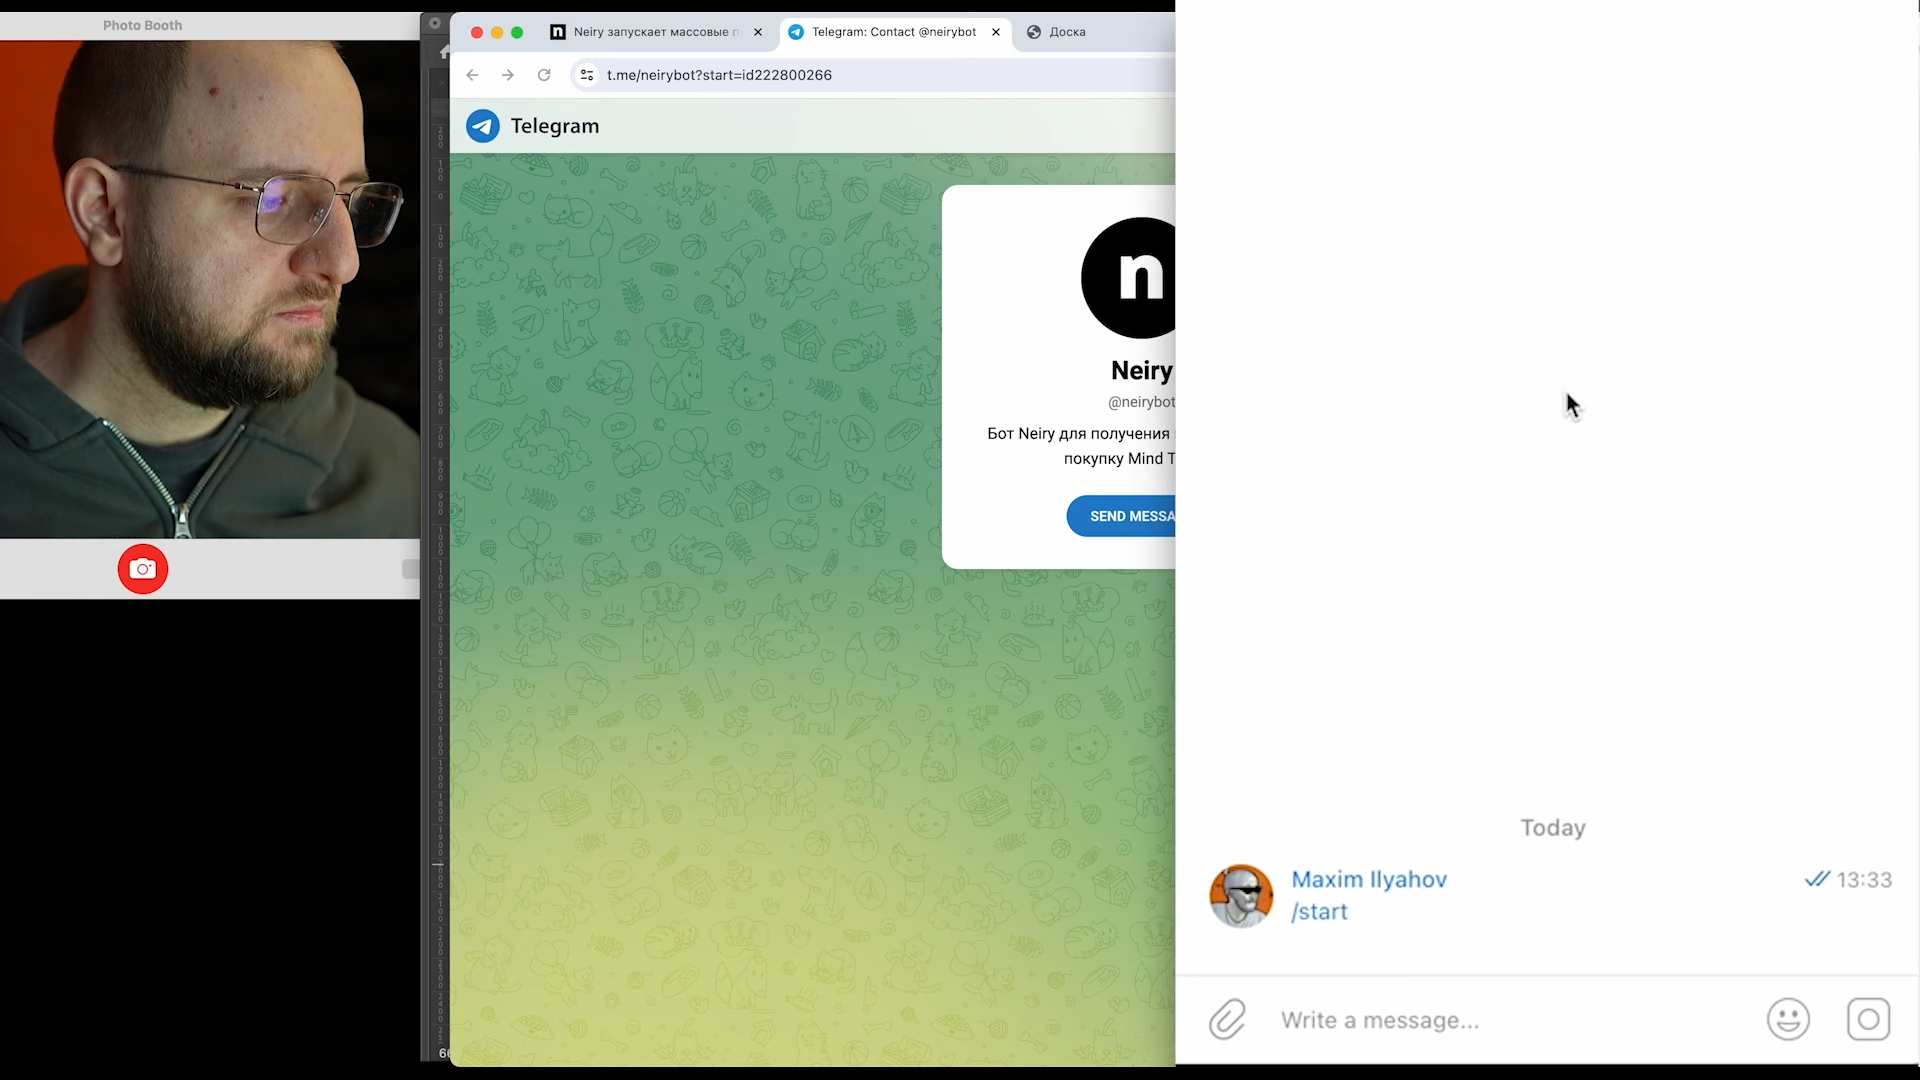 Photo Booth
Neiry запускает массовые п
Telegram: Contact @neirybot
Доска
t.me/neirybot?start=id222800266
Telegram
n
Neiry
@neirybot
Бот Neiry для получения
покупку Mind T
SEND MESSA
Today
Maxim Ilyahov
13:33
/start
Write a message...